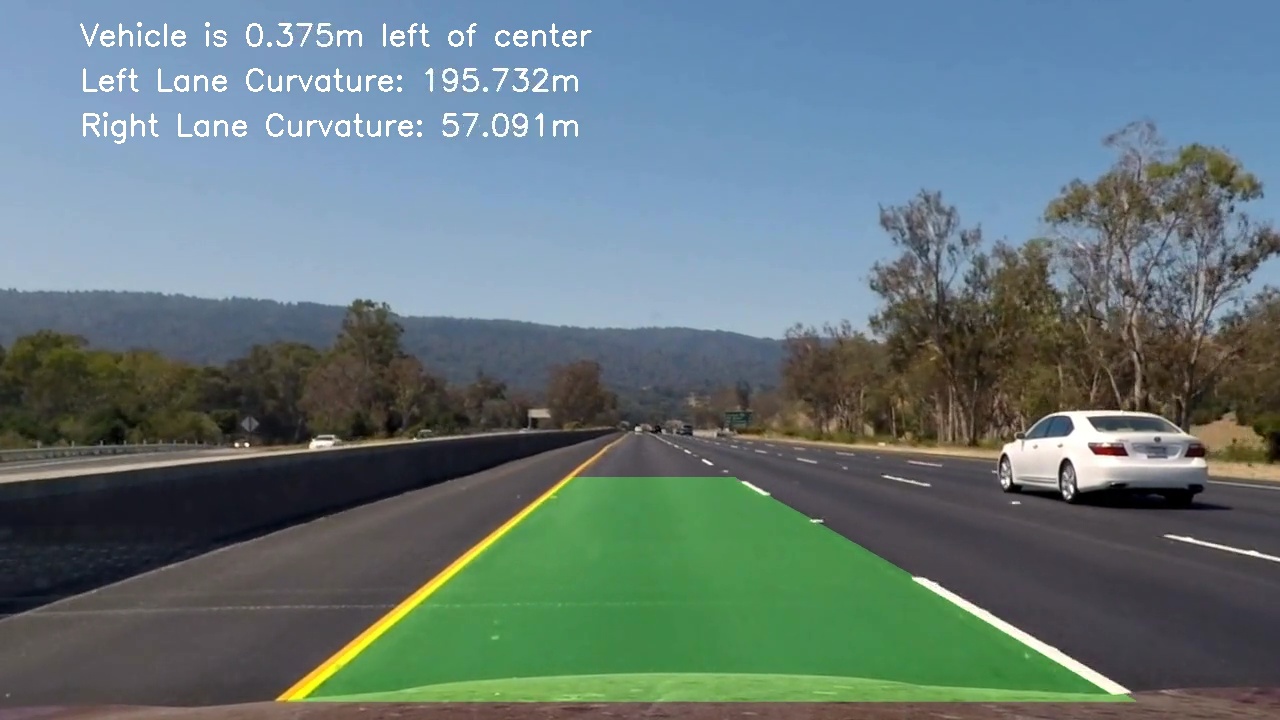 Vehicle is 0.375m left of center
Left Lane Curvature: 195.732m
Right Lane Curvature: 57.091m